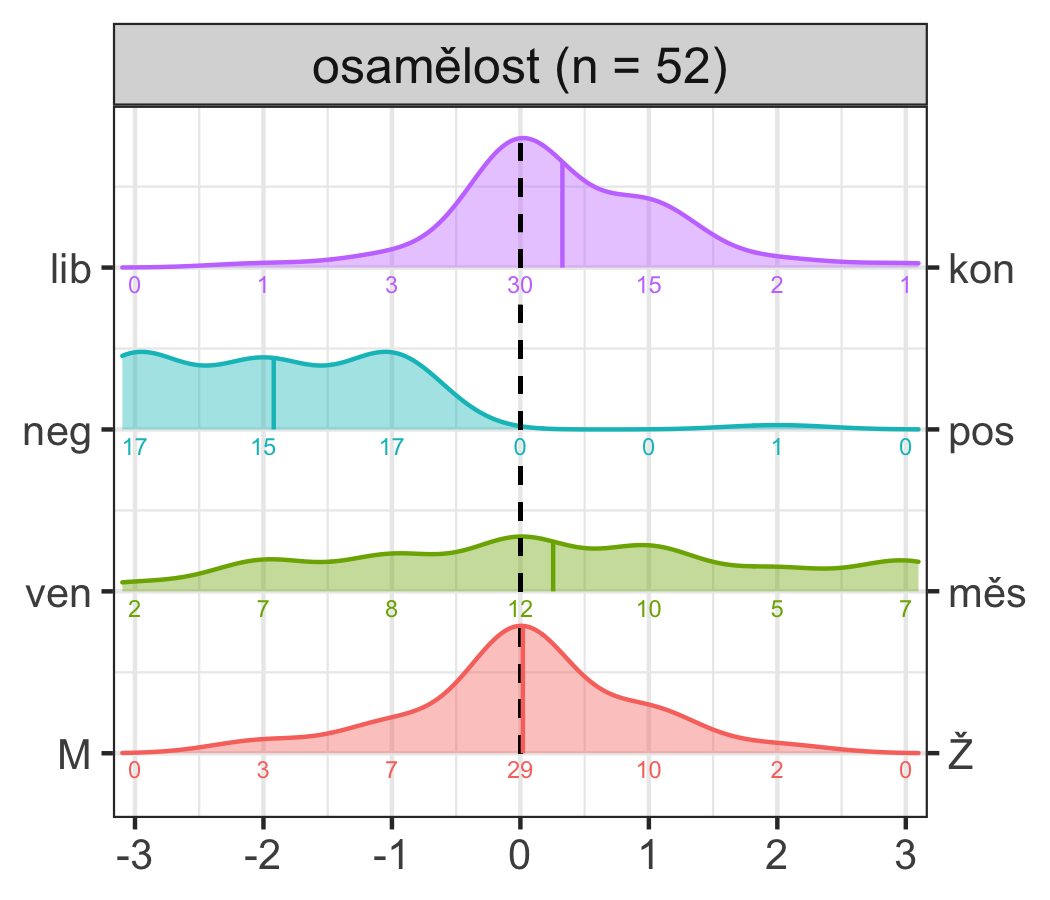 osamělost (n = 52)
lib kon
0 1 3 30 15 2 1
neg pos
17 15 17 0 0 1 0
ven měs
2 7 8 12 10 5 7
M Ž
0 3 7 29 10 2 0
-3 -2 -1 0 1 2 3